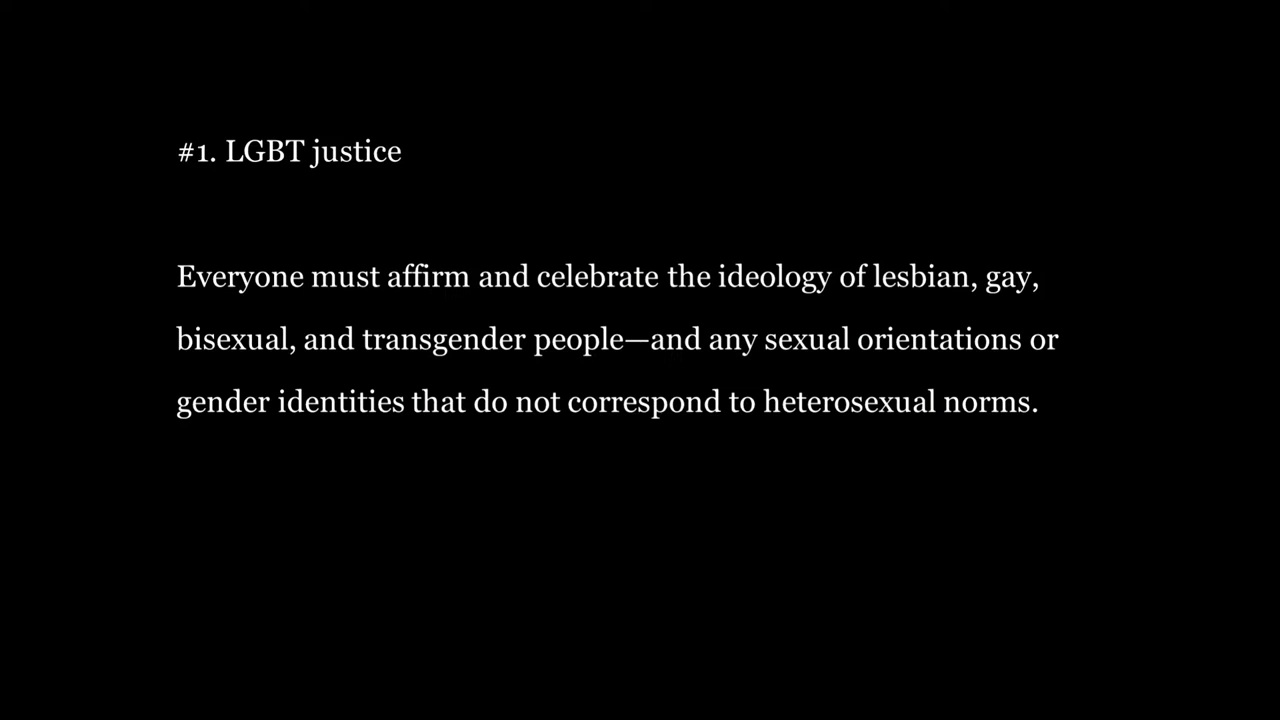 #1. LGBT justice
Everyone must affirm and celebrate the ideology of lesbian, gay,
bisexual, and transgender people—and any sexual orientations or
gender identities that do not correspond to heterosexual norms.